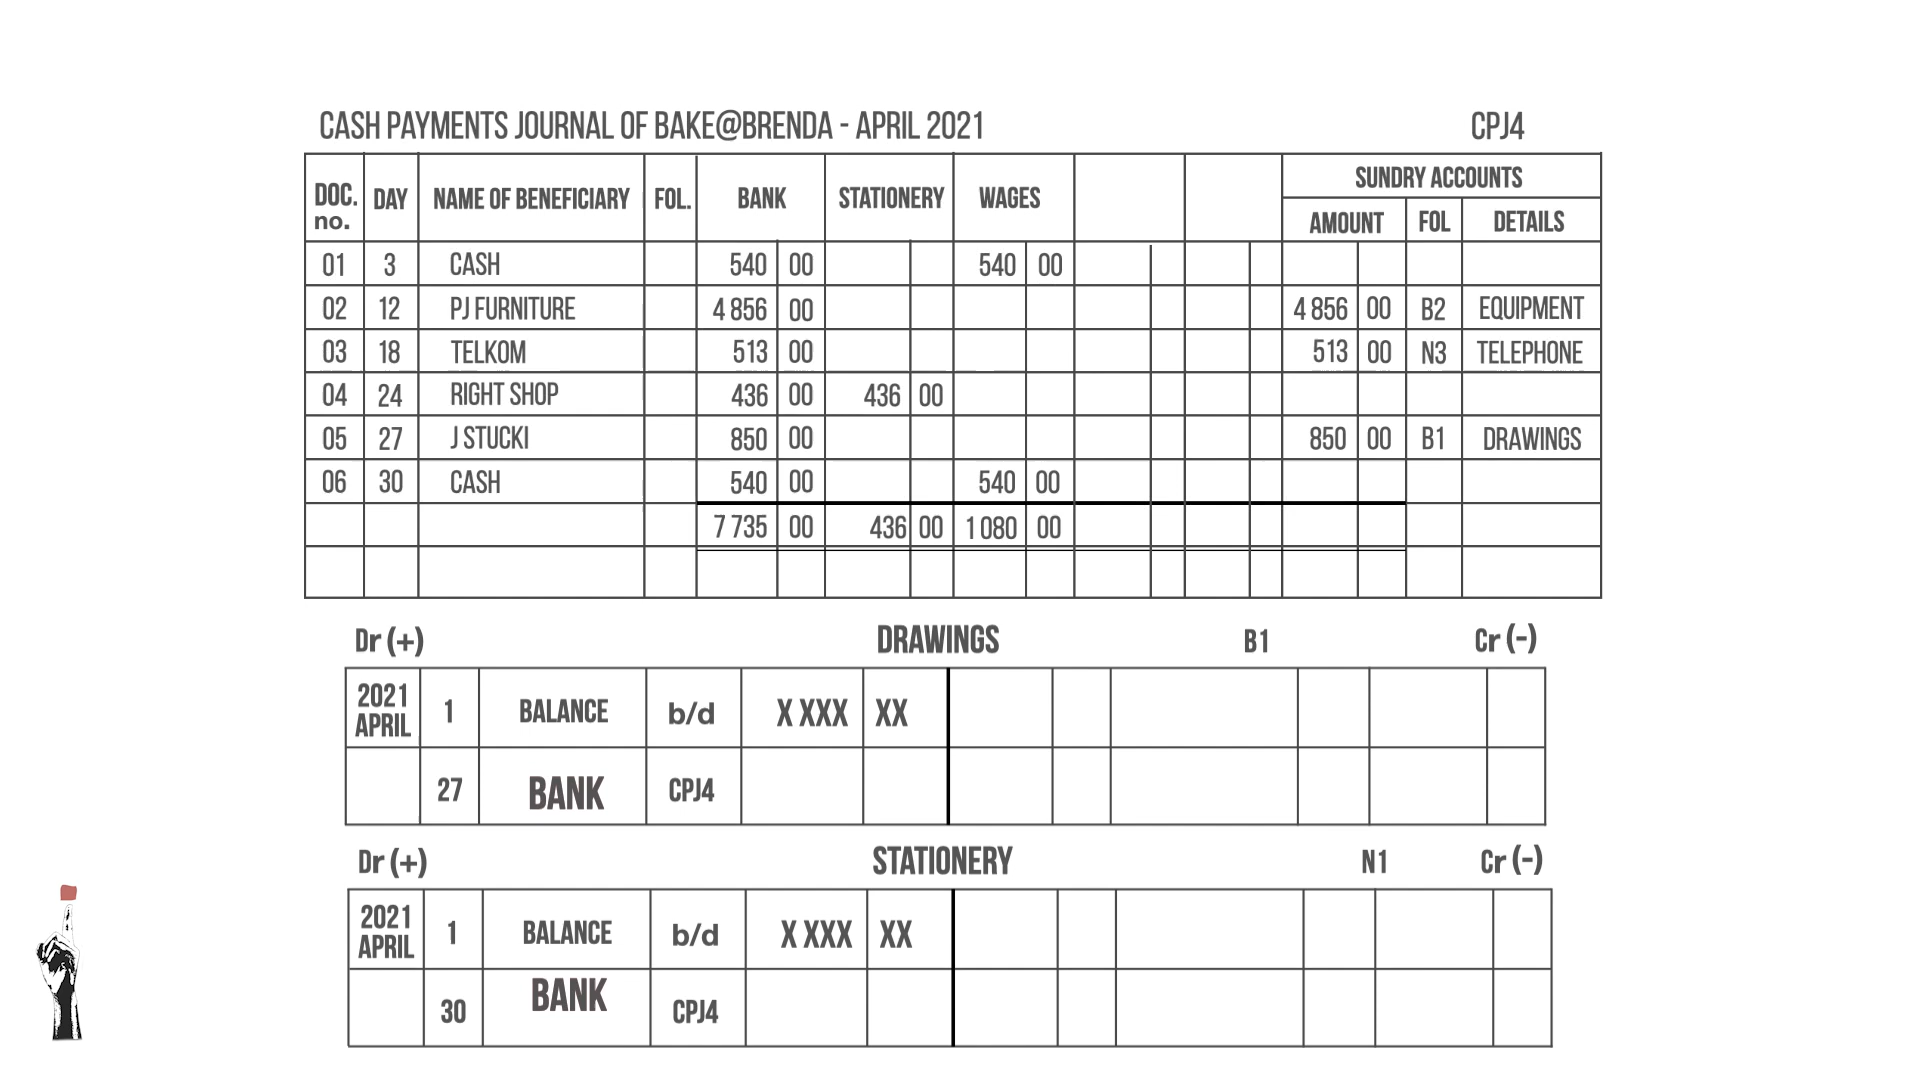 CASH PAYMENTS JOURNAL OF BAKE@BRENDA - APRIL 2021 CPJ4
SUNDRY ACCOUNTS
DOC. no. DAY NAME OF BENEFICIARY FOL. BANK STATIONERY WAGES AMOUNT FOL DETAILS
01 3 CASH 540 00 540 00
02 12 PJ FURNITURE 4 856 00 4 856 00 B2 EQUIPMENT
03 18 TELKOM 513 00 513 00 N3 TELEPHONE
04 24 RIGHT SHOP 436 00 436 00
05 27 J STUCKI 850 00 850 00 B1 DRAWINGS
06 30 CASH 540 00 540 00
7 735 00 436 00 1 080 00
Dr (+) DRAWINGS B1 Cr (-)
2021 APRIL 1 BALANCE b/d X XXX XX
27 BANK CPJ4
Dr (+) STATIONERY N1 Cr (-)
2021 APRIL 1 BALANCE b/d X XXX XX
30 BANK CPJ4